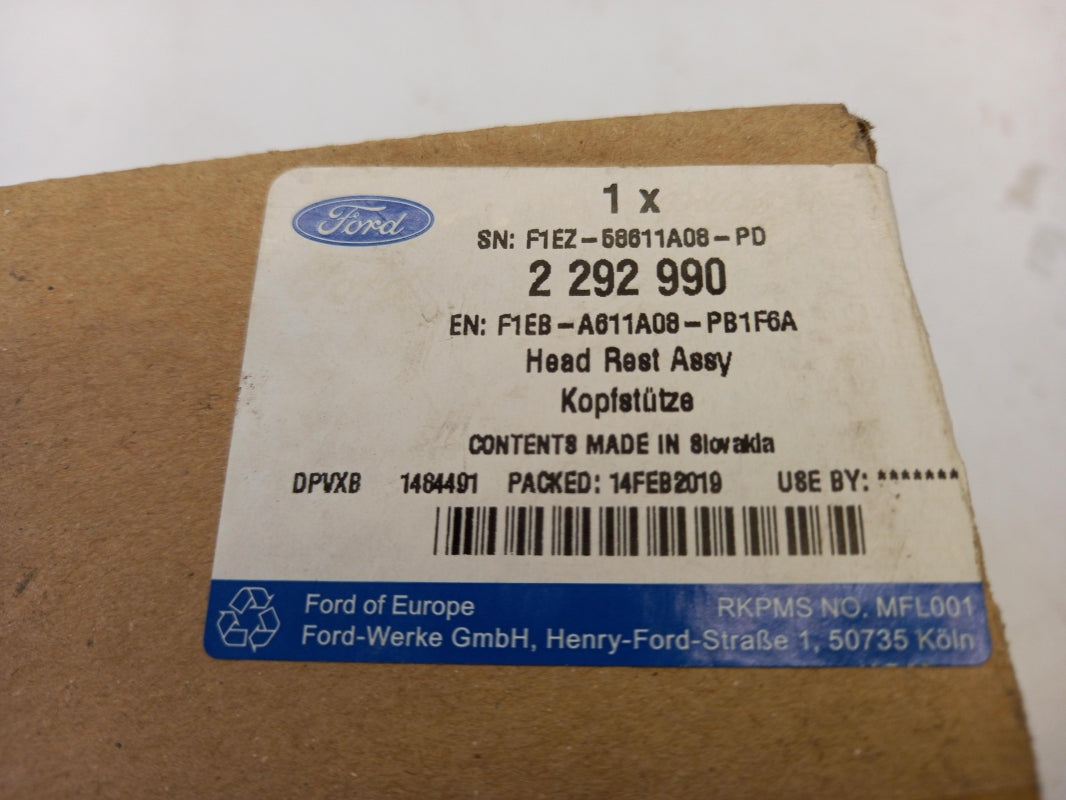 Ford
1 x
SN: F1EZ-58611A08-PD
2 292 990
EN: F1EB-A611A08-PB1F6A
Head Rest Assy
Kopfstütze
CONTENTS MADE IN Slovakia
DPVXB 1484491 PACKED: 14FEB2019 USE BY: *******
Ford of Europe RKPMS NO. MFL001
Ford-Werke GmbH, Henry-Ford-Straße 1, 50735 Köln